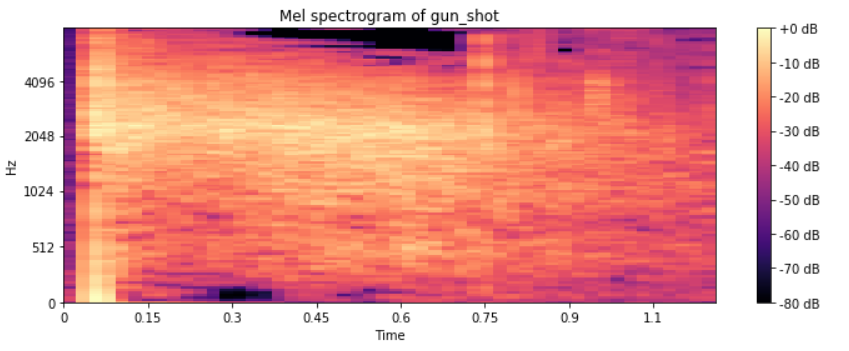 Mel spectrogram of gun_shot
+0 dB
-10 dB
-20 dB
-30 dB
-40 dB
-50 dB
-60 dB
-70 dB
-80 dB
Hz
4096
2048
1024
512
0
0 0.15 0.3 0.45 0.6 0.75 0.9 1.1
Time